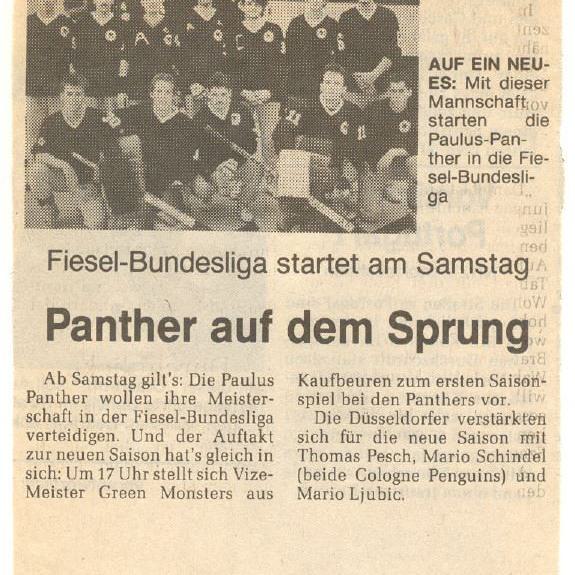 AUF EIN NEU-
ES: Mit dieser
Mannschaft
starten die
Paulus-Pan-
ther in die Fie-
sel-Bundesli-
ga
Fiesel-Bundesliga startet am Samstag
Panther auf dem Sprung
Ab Samstag gilt's: Die Paulus
Panther wollen ihre Meister-
schaft in der Fiesel-Bundesliga
verteidigen. Und der Auftakt
zur neuen Saison hat's gleich in
sich: Um 17 Uhr stellt sich Vize-
Meister Green Monsters aus
Kaufbeuren zum ersten Saison-
spiel bei den Panthers vor.
Die Düsseldorfer verstärkten
sich für die neue Saison mit
Thomas Pesch, Mario Schindel
(beide Cologne Penguins) und
Mario Ljubic.